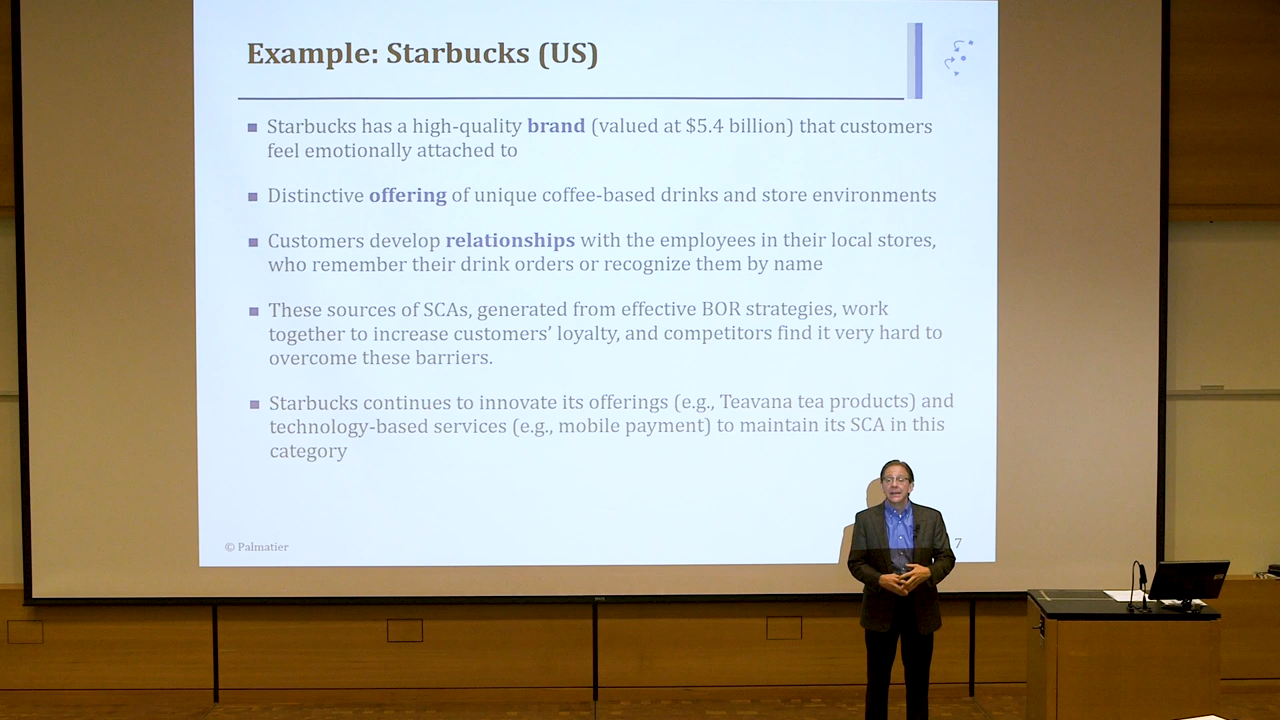 Example: Starbucks (US)
Starbucks has a high-quality brand (valued at $5.4 billion) that customers
feel emotionally attached to
Distinctive offering of unique coffee-based drinks and store environments
Customers develop relationships with the employees in their local stores,
who remember their drink orders or recognize them by name
These sources of SCAs, generated from effective BOR strategies, work
together to increase customers' loyalty, and competitors find it very hard to
overcome these barriers.
Starbucks continues to innovate its offerings (e.g., Teavana tea products) and
technology-based services (e.g., mobile payment) to maintain its SCA in this
category
© Palmatier
7